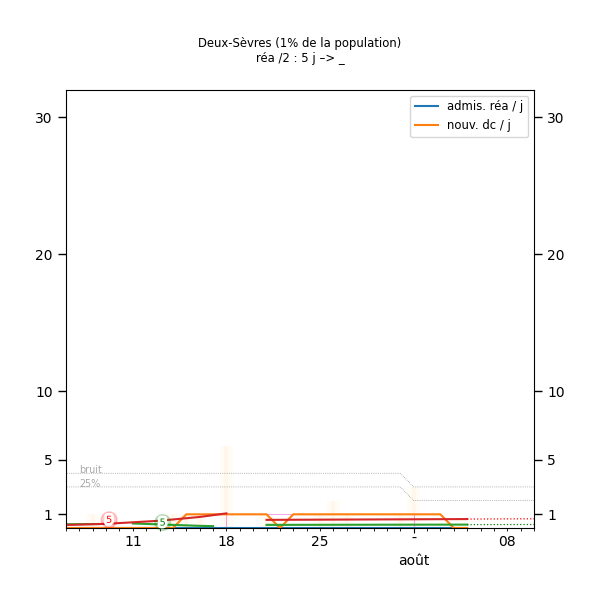 Deux-Sèvres (1% de la population)
réa /2 : 5 j –> _
admis. réa / j
nouv. dc / j
30 30
20 20
10 10
5 5
bruit
25%
5 5
1 1
11 18 25 - 08
août